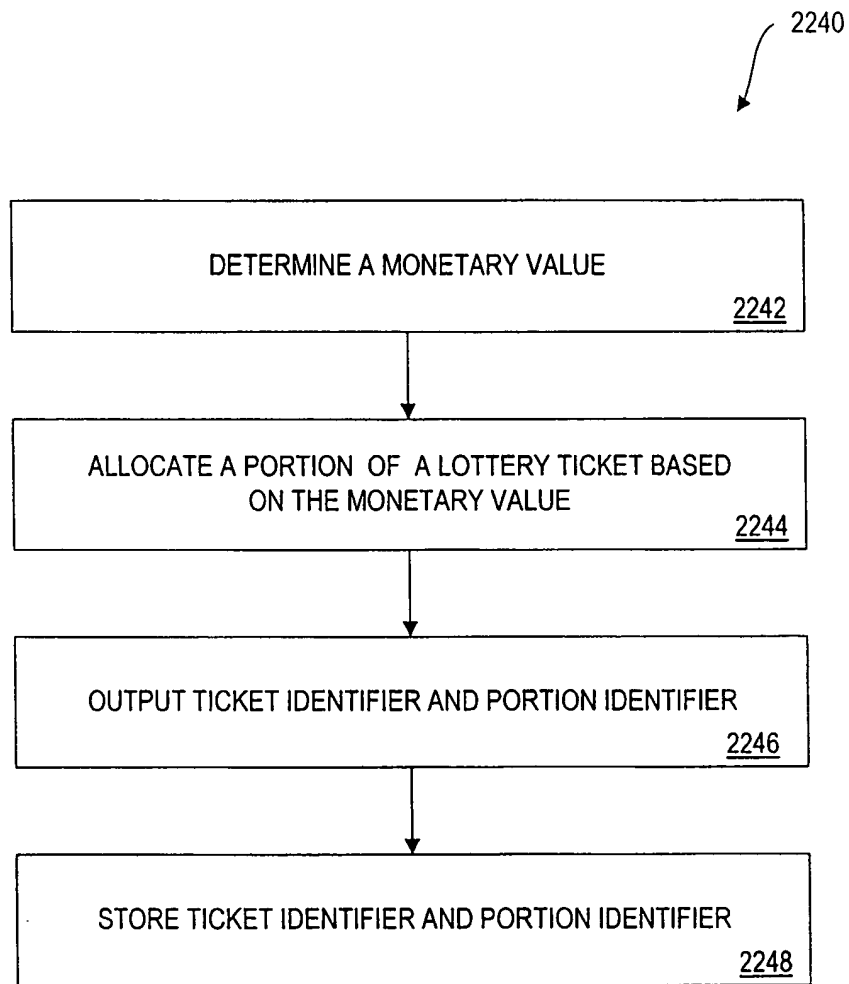 2240
DETERMINE A MONETARY VALUE
2242
ALLOCATE A PORTION OF A LOTTERY TICKET BASED
ON THE MONETARY VALUE
2244
OUTPUT TICKET IDENTIFIER AND PORTION IDENTIFIER
2246
STORE TICKET IDENTIFIER AND PORTION IDENTIFIER
2248